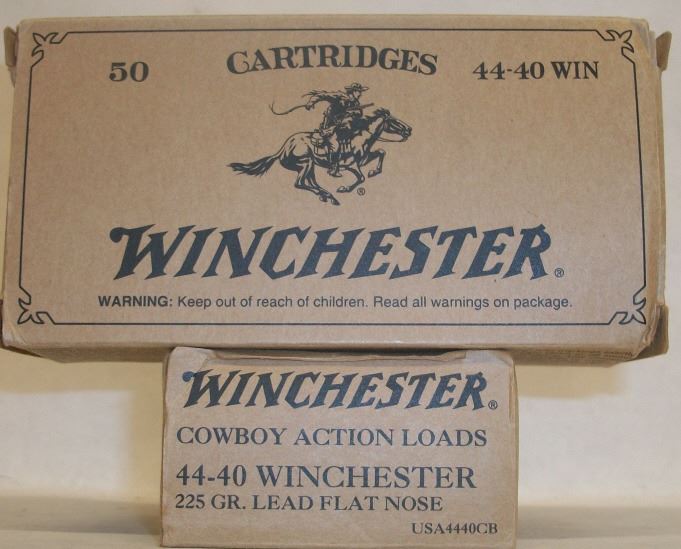 50 CARTRIDGES 44-40 WIN
®
WINCHESTER®
WARNING: Keep out of reach of children. Read all warnings on package.
WINCHESTER®
COWBOY ACTION LOADS
44-40 WINCHESTER
225 GR. LEAD FLAT NOSE
USA4440CB